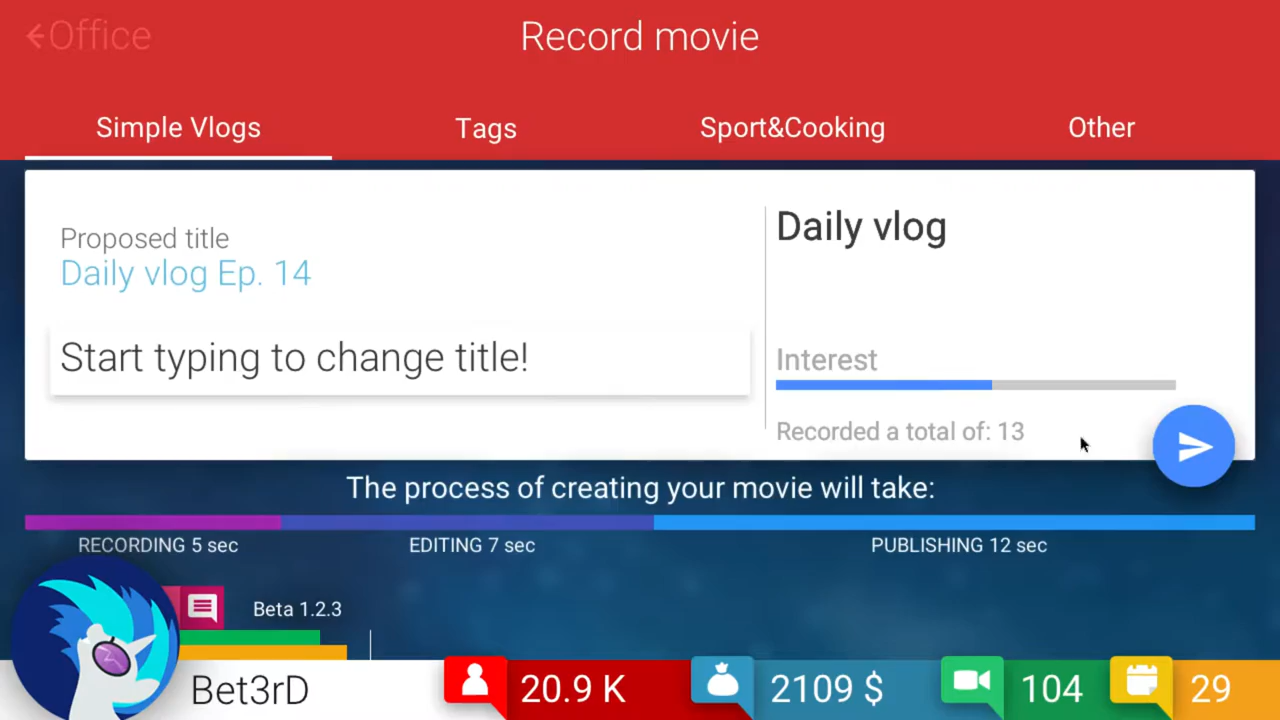 Office
Record movie
Simple Vlogs
Tags
Sport&Cooking
Other
Proposed title
Daily vlog Ep. 14
Start typing to change title!
Daily vlog
Interest
Recorded a total of: 13
The process of creating your movie will take:
RECORDING 5 sec
EDITING 7 sec
PUBLISHING 12 sec
Beta 1.2.3
Bet3rD
20.9 K
2109 $
104
29